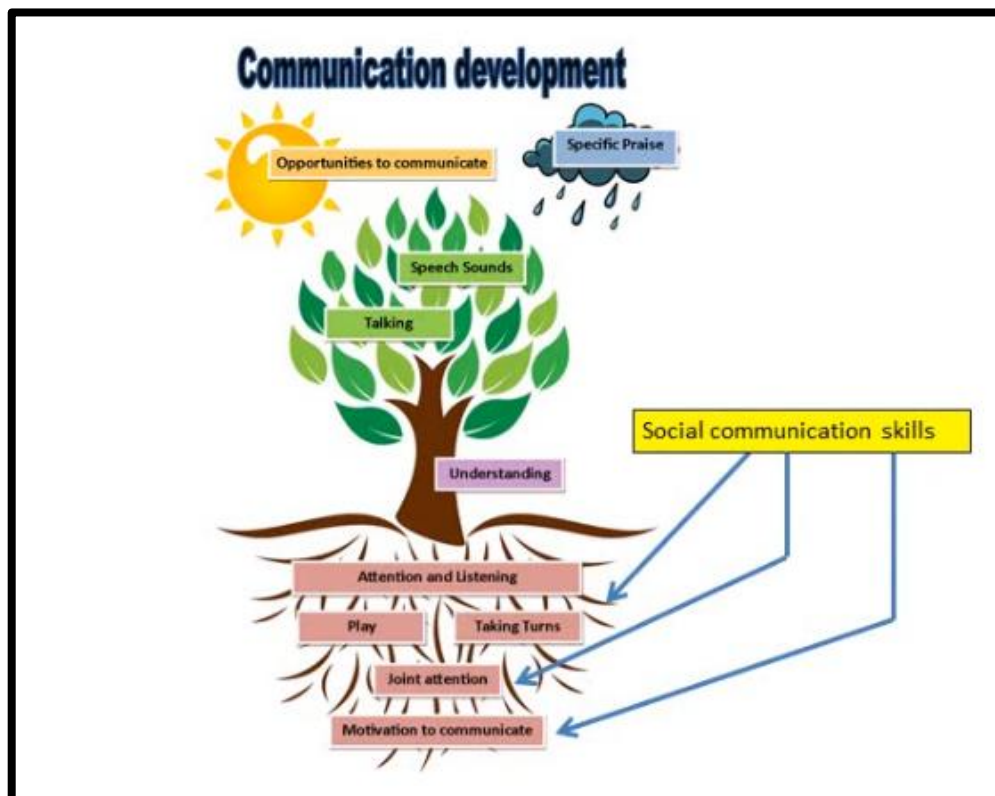 Communication development
Specific Praise
Opportunities to communicate
Speech Sounds
Talking
Social communication skills
Understanding
Attention and Listening
Play
Taking Turns
Joint attention
Motivation to communicate